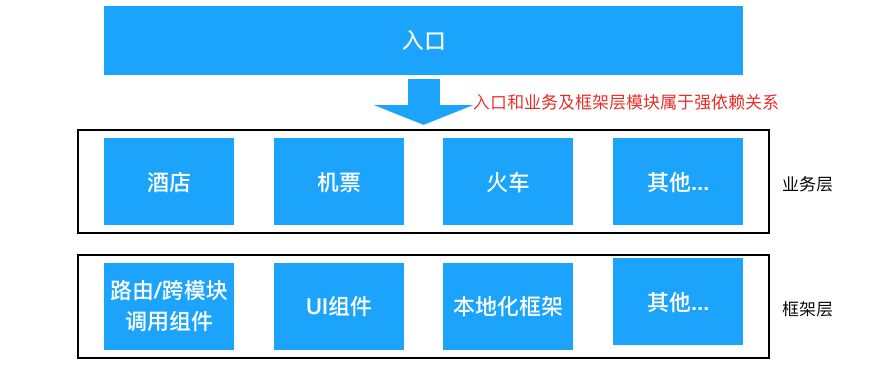 入口
入口和业务及框架层模块属于强依赖关系
酒店
机票
火车
其他...
业务层
路由/跨模块
调用组件
UI组件
本地化框架
其他...
框架层